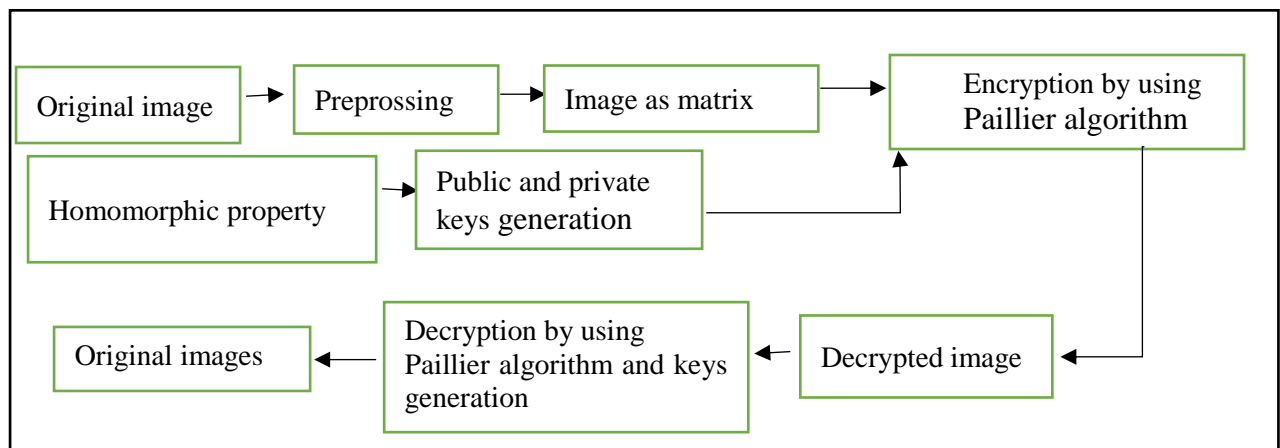 Original image
Preprossing
Image as matrix
Encryption by using
Paillier algorithm
Homomorphic property
Public and private
keys generation
Original images
Decryption by using
Paillier algorithm and keys
generation
Decrypted image